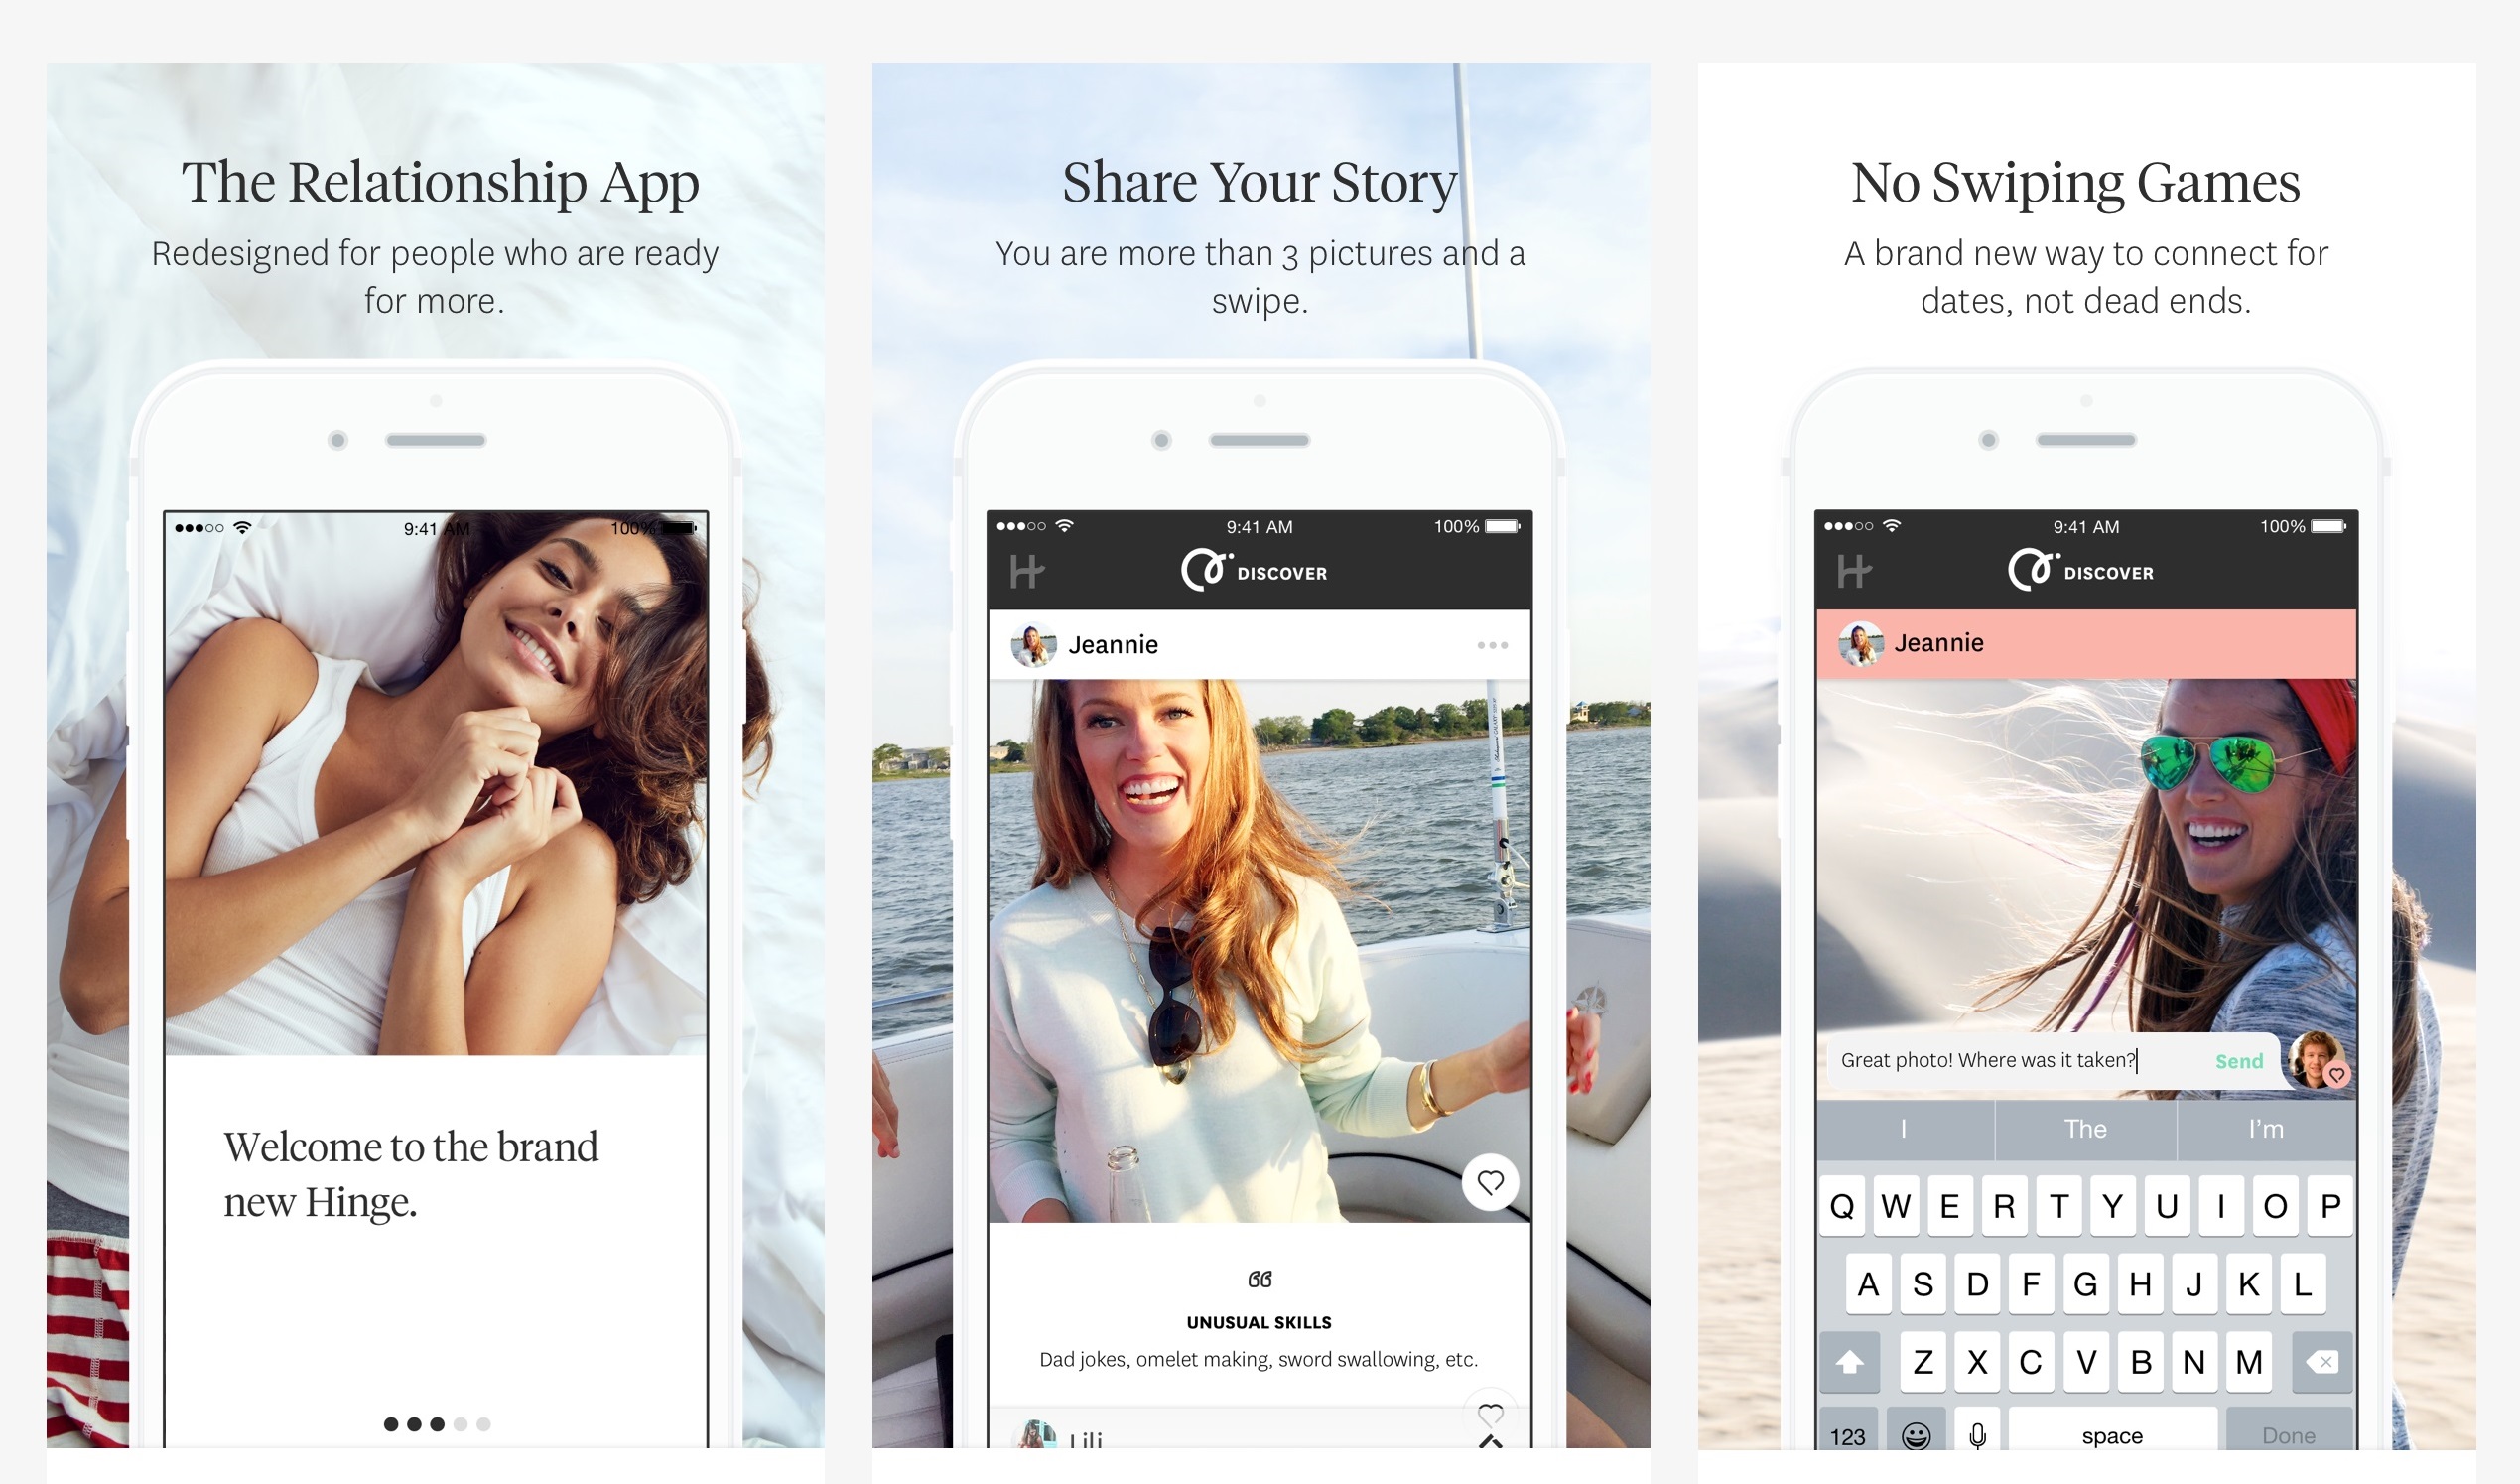 The Relationship App
Redesigned for people who are ready
for more.
9:41 AM
100%
Welcome to the brand
new Hinge.
Share Your Story
You are more than 3 pictures and a
swipe.
9:41 AM
100%
H
DISCOVER
Jeannie
UNUSUAL SKILLS
Dad jokes, omelet making, sword swallowing, etc.
Lili
No Swiping Games
A brand new way to connect for
dates, not dead ends.
9:41 AM
100%
H
DISCOVER
Jeannie
Great photo! Where was it taken?
Send
I The I'm
Q W E R T Y U I O P
A S D F G H J K L
Z X C V B N M
123 space Done